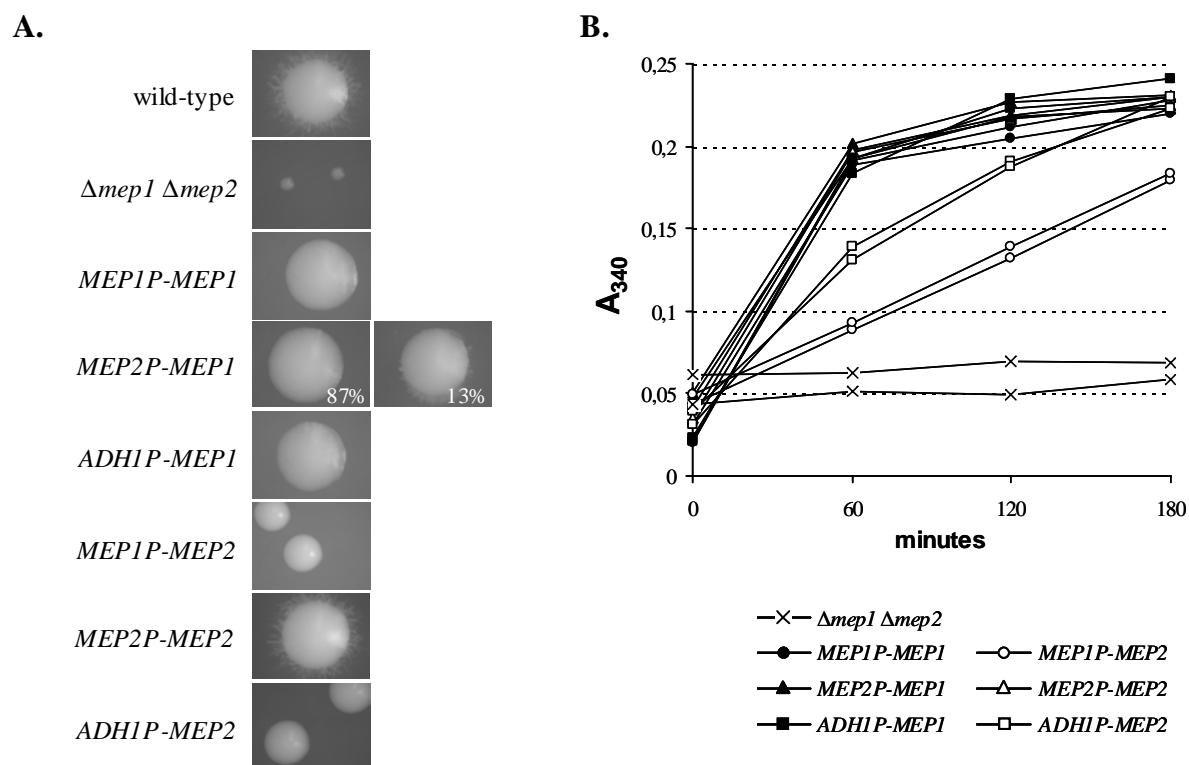 A.
wild-type
Δmep1 Δmep2
MEP1P-MEP1
MEP2P-MEP1
87%
13%
ADH1P-MEP1
MEP1P-MEP2
MEP2P-MEP2
ADH1P-MEP2
B.
0,25
0,2
0,15
0,1
0,05
0
A340
0 60 120 180
minutes
Δmep1 Δmep2
MEP1P-MEP1 MEP1P-MEP2
MEP2P-MEP1 MEP2P-MEP2
ADH1P-MEP1 ADH1P-MEP2